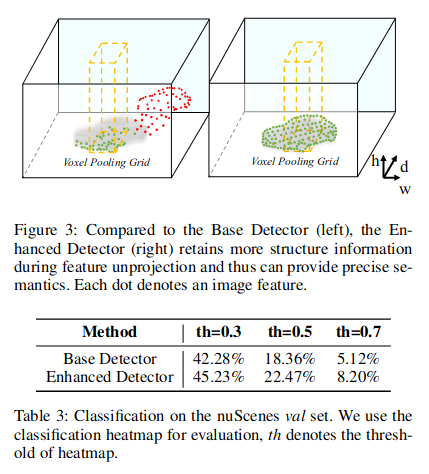 Voxel Pooling Grid
Voxel Pooling Grid
h
d
w
Figure 3: Compared to the Base Detector (left), the En-
hanced Detector (right) retains more structure information
during feature unprojection and thus can provide precise se-
mantics. Each dot denotes an image feature.
Method th=0.3 th=0.5 th=0.7
Base Detector 42.28% 18.36% 5.12%
Enhanced Detector 45.23% 22.47% 8.20%
Table 3: Classification on the nuScenes val set. We use the
classification heatmap for evaluation, th denotes the thresh-
old of heatmap.